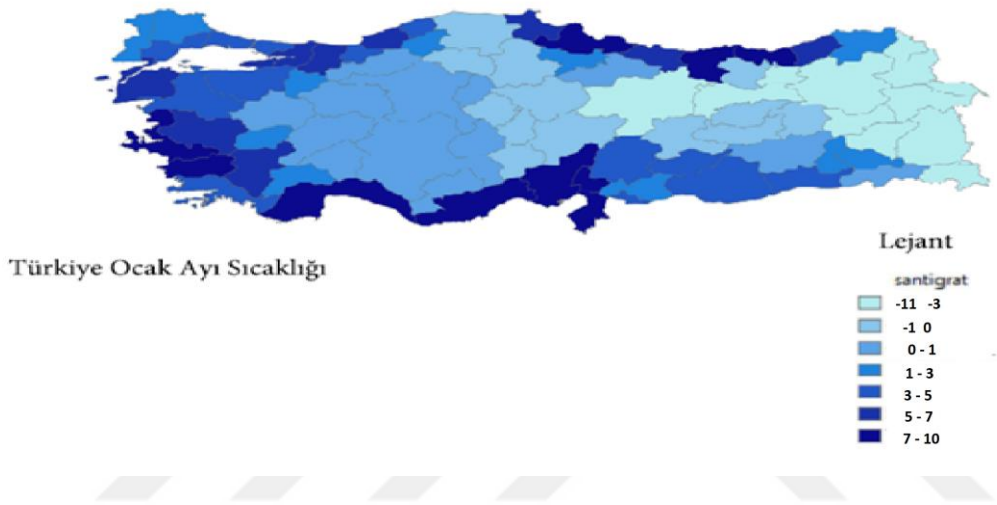 Lejant
Türkiye Ocak Ayı Sıcaklığı
santigrat
-11 -3
-1 0
0 - 1
1 - 3
3 - 5
5 - 7
7 - 10